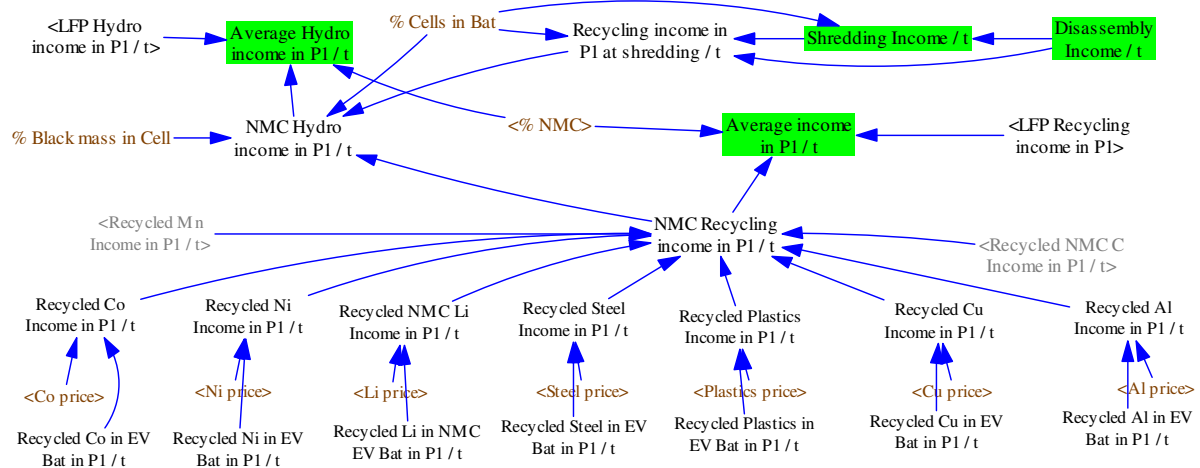 <LFP Hydro
income in P1 / t>
Average Hydro
income in P1 / t
% Cells in Bat
Recycling income in
P1 at shredding / t
Shredding Income / t
Disassembly
Income / t
% Black mass in Cell
NMC Hydro
income in P1 / t
<% NMC>
Average income
in P1 / t
<LFP Recycling
income in P1>
<Recycled Mn
Income in P1 / t>
NMC Recycling
income in P1 / t
<Recycled NMC C
Income in P1 / t>
Recycled Co
Income in P1 / t
Recycled Ni
Income in P1 / t
Recycled NMC Li
Income in P1 / t
Recycled Steel
Income in P1 / t
Recycled Plastics
Income in P1 / t
Recycled Cu
Income in P1 / t
Recycled Al
Income in P1 / t
<Co price>
<Ni price>
<Li price>
<Steel price>
<Plastics price>
<Cu price>
<Al price>
Recycled Co in EV
Bat in P1 / t
Recycled Ni in EV
Bat in P1 / t
Recycled Li in NMC
EV Bat in P1 / t
Recycled Steel in EV
Bat in P1 / t
Recycled Plastics in
EV Bat in P1 / t
Recycled Cu in EV
Bat in P1 / t
Recycled Al in EV
Bat in P1 / t